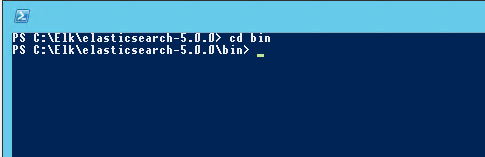 PS C:\Elk\elasticsearch-5.0.0> cd bin
PS C:\Elk\elasticsearch-5.0.0\bin> _